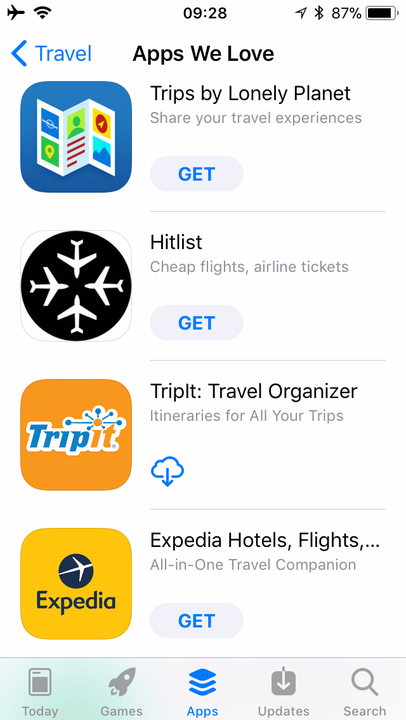 09:28
87%
Travel
Apps We Love
Trips by Lonely Planet
Share your travel experiences
GET
Hitlist
Cheap flights, airline tickets
GET
TripIt: Travel Organizer
Tripit®
Itineraries for All Your Trips
Expedia Hotels, Flights,...
All-in-One Travel Companion
Expedia
GET
Today
Games
Apps
Updates
Search